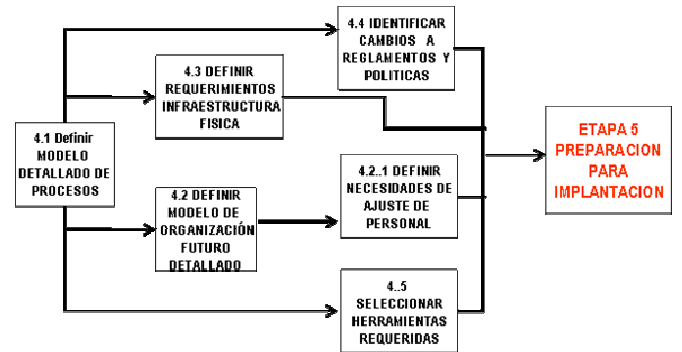 4.4 IDENTIFICAR
CAMBIOS A
REGLAMENTOS Y
POLITICAS
4.3 DEFINIR
REQUERIMIENTOS
INFRAESTRUCTURA
FISICA
4.1 Definir
MODELO
DETALLADO
DE PROCESOS
4.2 DEFINIR
MODELO DE
ORGANIZACIÓN
FUTURO
DETALLADO
4.2..1 DEFINIR
NECESIDADES DE
AJUSTE DE
PERSONAL
4..5
SELECCIONAR
HERRAMIENTAS
REQUERIDAS
ETAPA 5
PREPARACION
PARA
IMPLANTACION